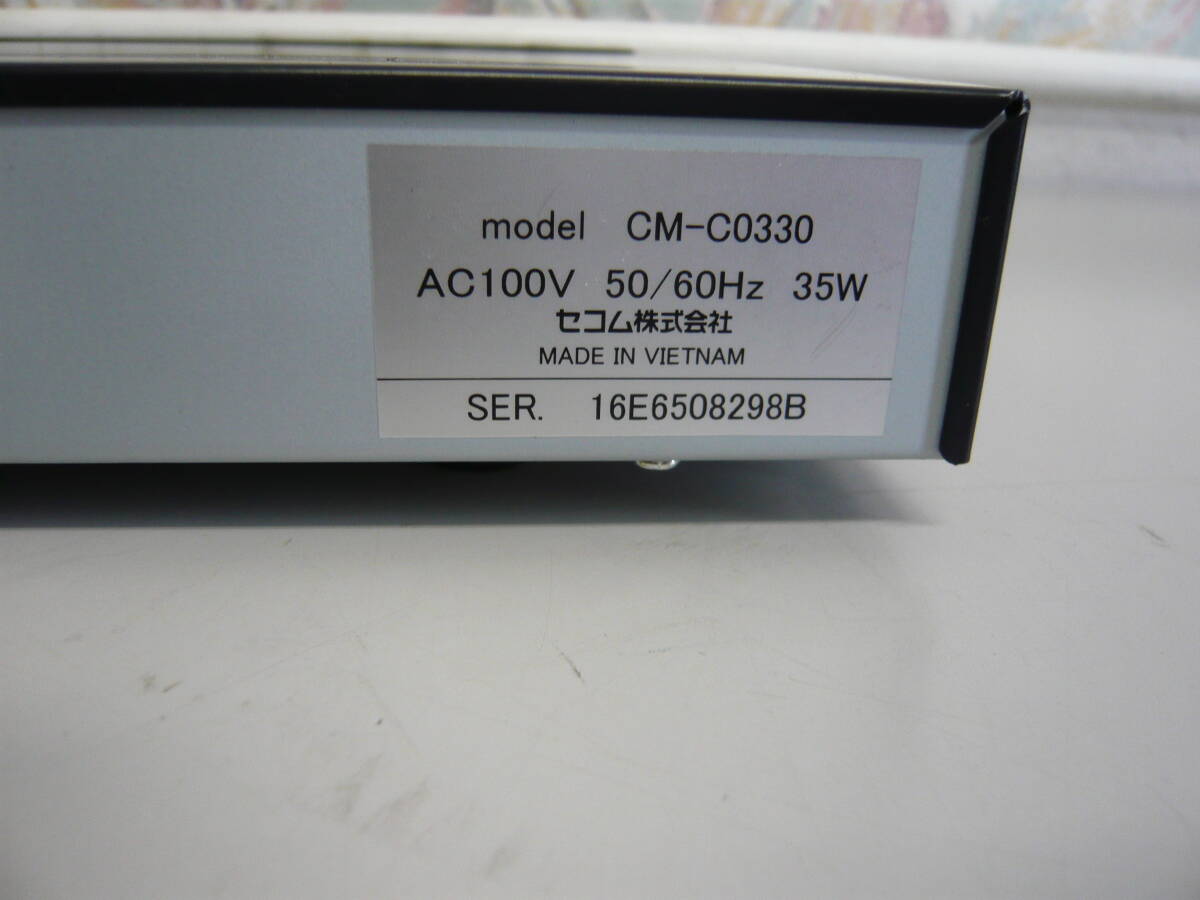 model CM-C0330
AC100V 50/60Hz 35W
セコム株式会社
MADE IN VIETNAM
SER. 16E6508298B